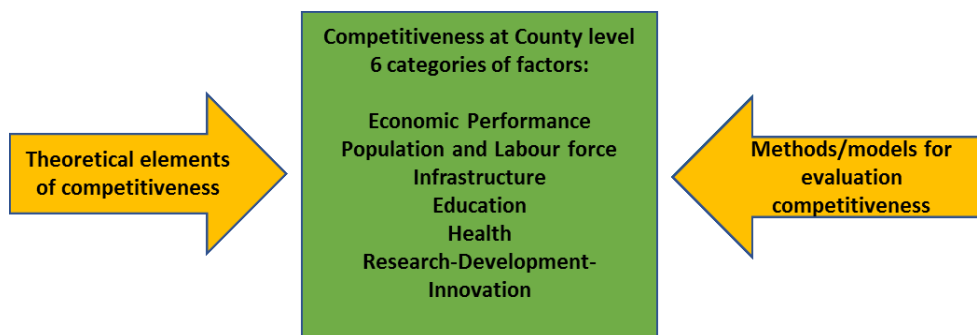 Theoretical elements
of competitiveness
Competitiveness at County level
6 categories of factors:
Economic Performance
Population and Labour force
Infrastructure
Education
Health
Research-Development-
Innovation
Methods/models for
evaluation
competitiveness